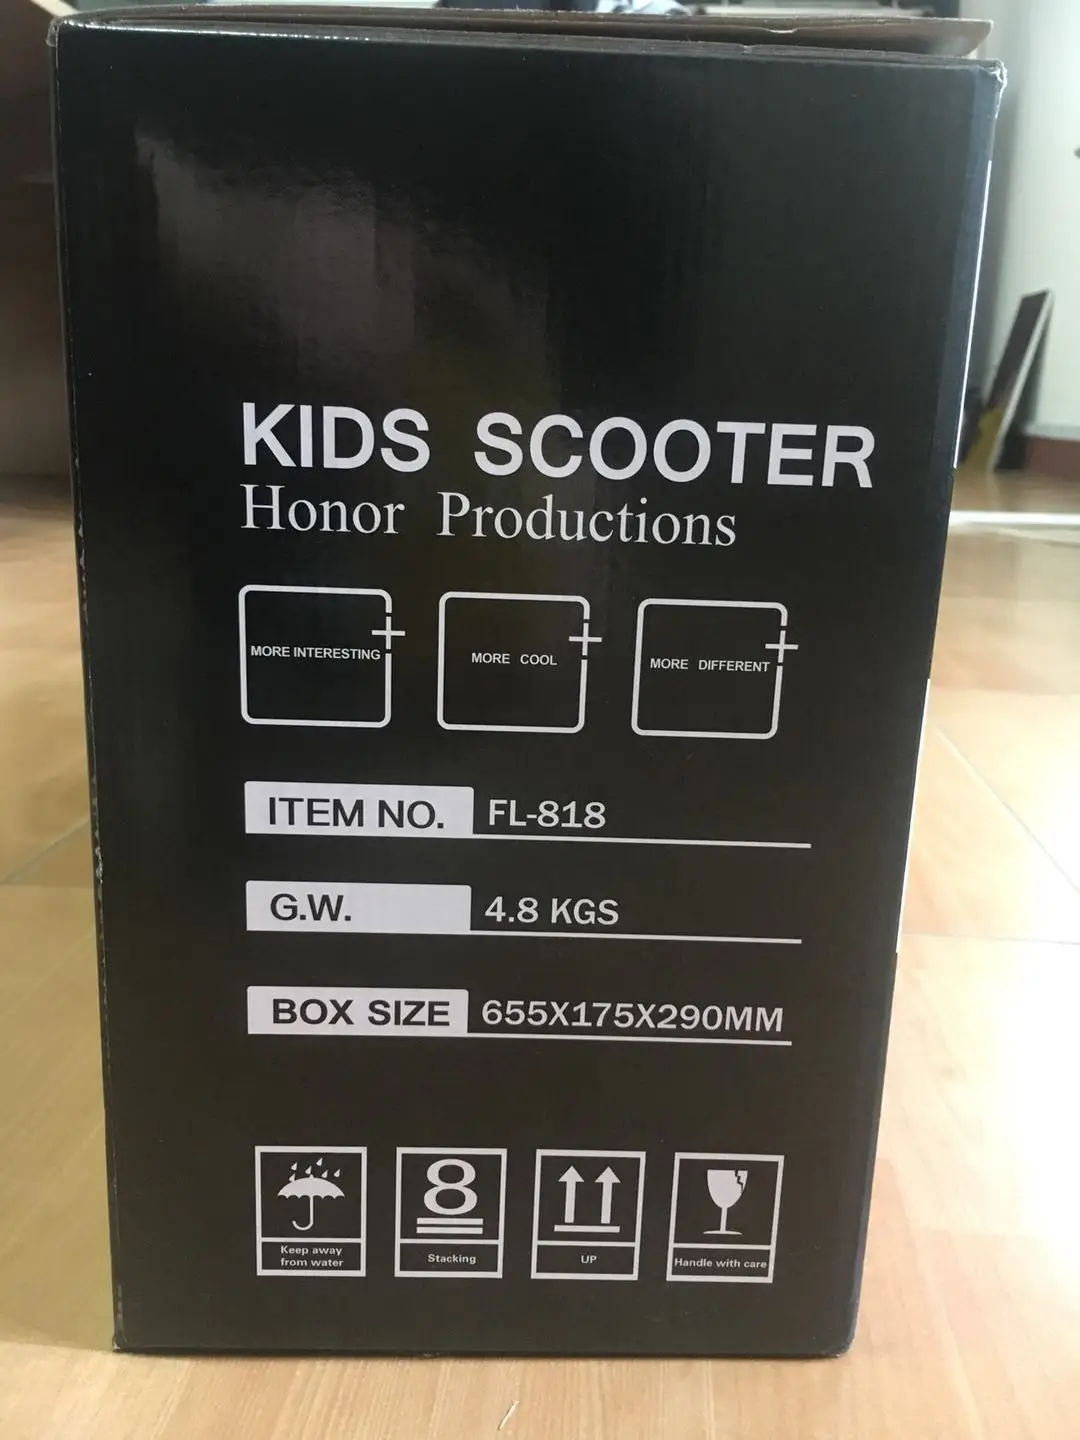 KIDS SCOOTER
Honor Productions
MORE INTERESTING
MORE COOL
MORE DIFFERENT
ITEM NO. FL-818
G.W. 4.8 KGS
BOX SIZE 655X175X290MM
8
Keep away
from water
Stacking
UP
Handle with care